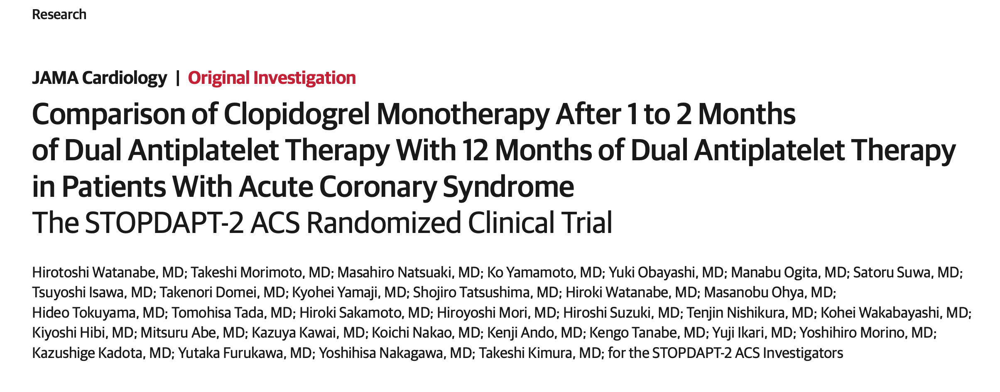 Research
JAMA Cardiology | Original Investigation
Comparison of Clopidogrel Monotherapy After 1 to 2 Months
of Dual Antiplatelet Therapy With 12 Months of Dual Antiplatelet Therapy
in Patients With Acute Coronary Syndrome
The STOPDAPT-2 ACS Randomized Clinical Trial
Hirotoshi Watanabe, MD; Takeshi Morimoto, MD; Masahiro Natsuaki, MD; Ko Yamamoto, MD; Yuki Obayashi, MD; Manabu Ogita, MD; Satoru Suwa, MD;
Tsuyoshi Isawa, MD; Takenori Domei, MD; Kyohei Yamaji, MD; Shojiro Tatsushima, MD; Hiroki Watanabe, MD; Masanobu Ohya, MD;
Hideo Tokuyama, MD; Tomohisa Tada, MD; Hiroki Sakamoto, MD; Hiroyoshi Mori, MD; Hiroshi Suzuki, MD; Tenjin Nishikura, MD; Kohei Wakabayashi, MD;
Kiyoshi Hibi, MD; Mitsuru Abe, MD; Kazuya Kawai, MD; Koichi Nakao, MD; Kenji Ando, MD; Kengo Tanabe, MD; Yuji Ikari, MD; Yoshihiro Morino, MD;
Kazushige Kadota, MD; Yutaka Furukawa, MD; Yoshihisa Nakagawa, MD; Takeshi Kimura, MD; for the STOPDAPT-2 ACS Investigators